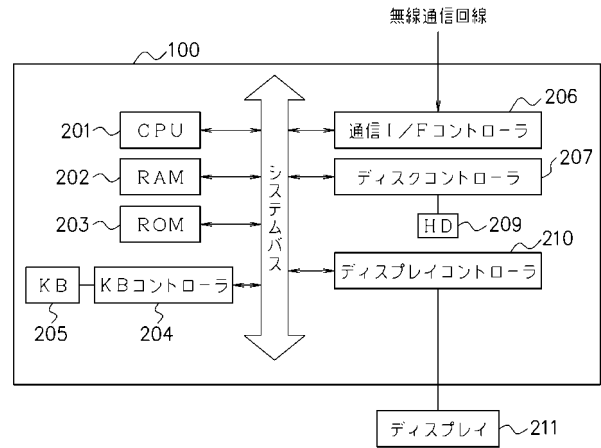 無線通信回線
100
201
CPU
206
通信I/Fコントローラ
207
202
RAM
ディスクコントローラ
203
ROM
HD
209
システムバス
210
ディスプレイコントローラ
KB
KBコントローラ
205
204
ディスプレイ
211